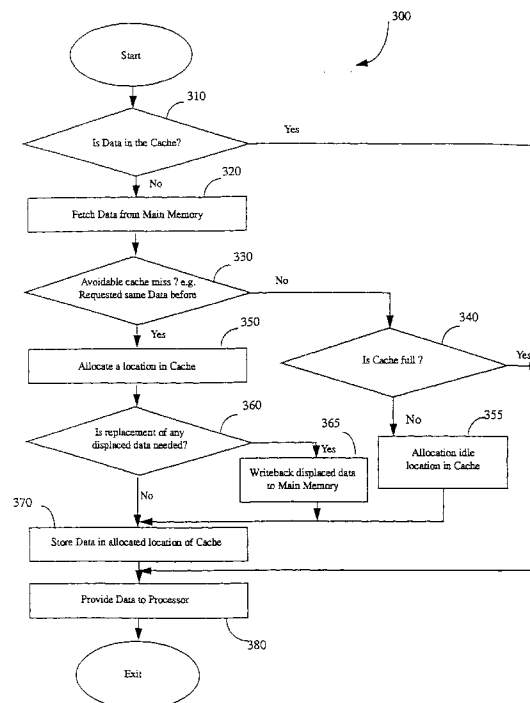 300
Start
310
Is Data in the Cache?
Yes
No
320
Fetch Data from Main Memory
330
Avoidable cache miss ? e.g.
Requested same Data before
No
Yes
350
340
Allocate a location in Cache
Is Cache full ?
Yes
360
No
355
Is replacement of any
displaced data needed?
Yes
365
Allocation idle
location in Cache
Writeback displaced data
to Main Memory
No
370
Store Data in allocated location of Cache
Provide Data to Processor
380
Exit